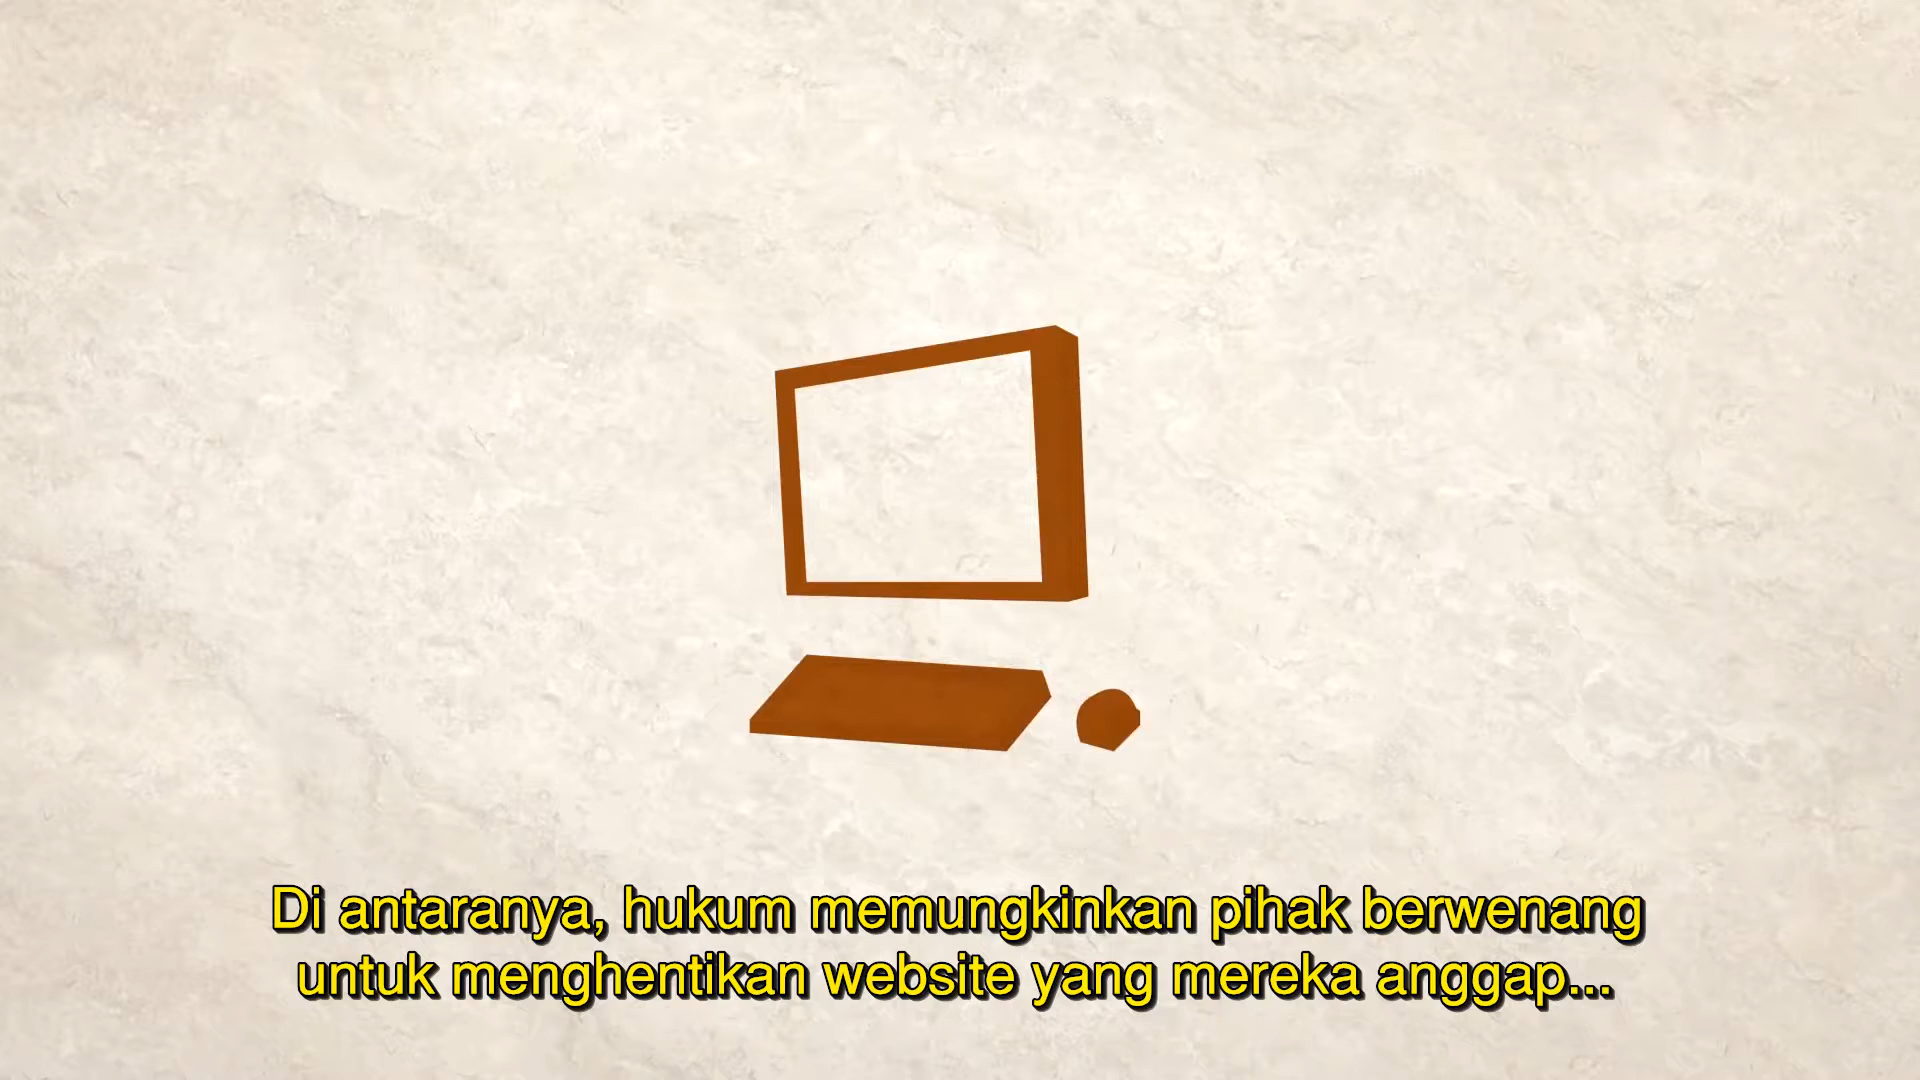 Di antaranya, hukum memungkinkan pihak berwenang
untuk menghentikan website yang mereka anggap...